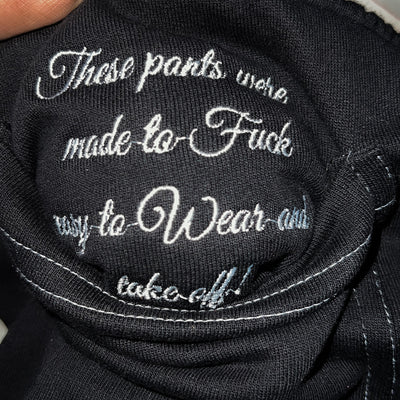 These pants were
made to Fuck
easy to Wear and
take off!